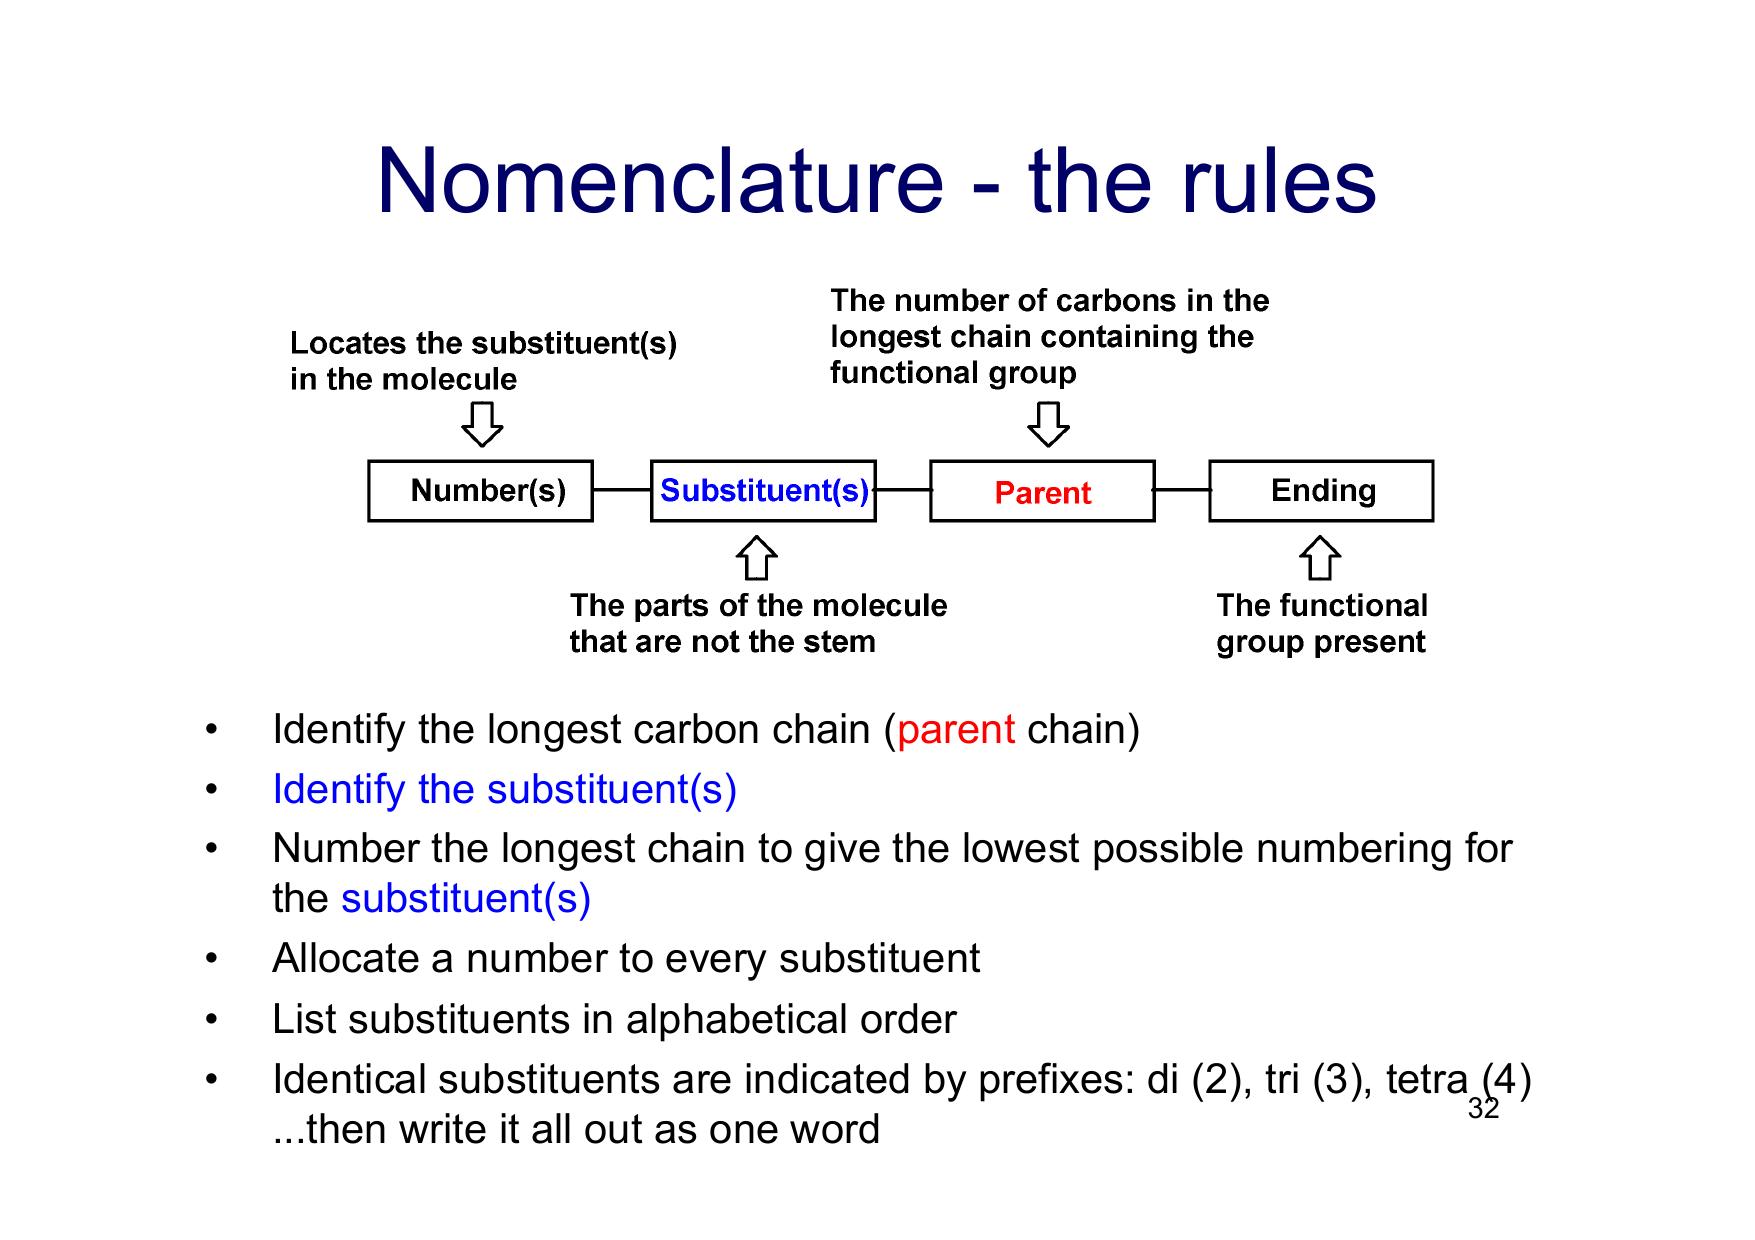 Nomenclature - the rules
The number of carbons in the
longest chain containing the
functional group
Locates the substituent(s)
in the molecule
Number(s) Substituent(s) Parent Ending
The parts of the molecule
that are not the stem
The functional
group present
• Identify the longest carbon chain (parent chain)
• Identify the substituent(s)
• Number the longest chain to give the lowest possible numbering for
the substituent(s)
• Allocate a number to every substituent
• List substituents in alphabetical order
• Identical substituents are indicated by prefixes: di (2), tri (3), tetra (4)
...then write it all out as one word
32